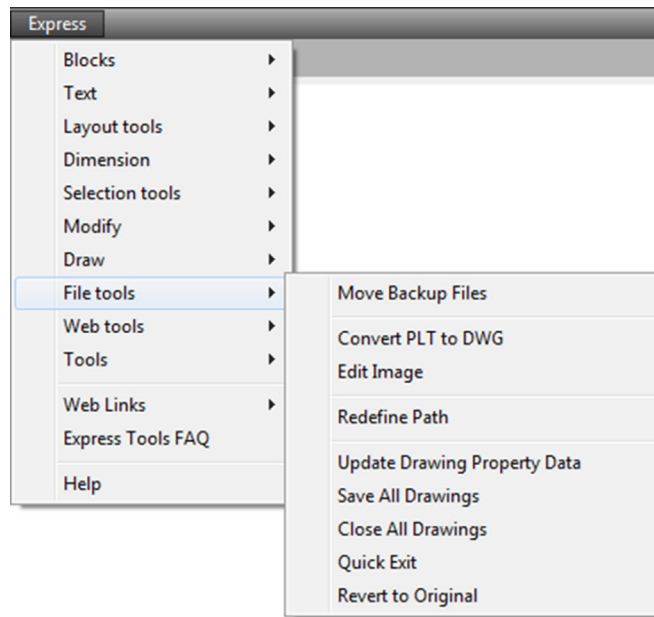 Express
Blocks
Text
Layout tools
Dimension
Selection tools
Modify
Draw
File tools
Web tools
Tools
Web Links
Express Tools FAQ
Help
Move Backup Files
Convert PLT to DWG
Edit Image
Redefine Path
Update Drawing Property Data
Save All Drawings
Close All Drawings
Quick Exit
Revert to Original